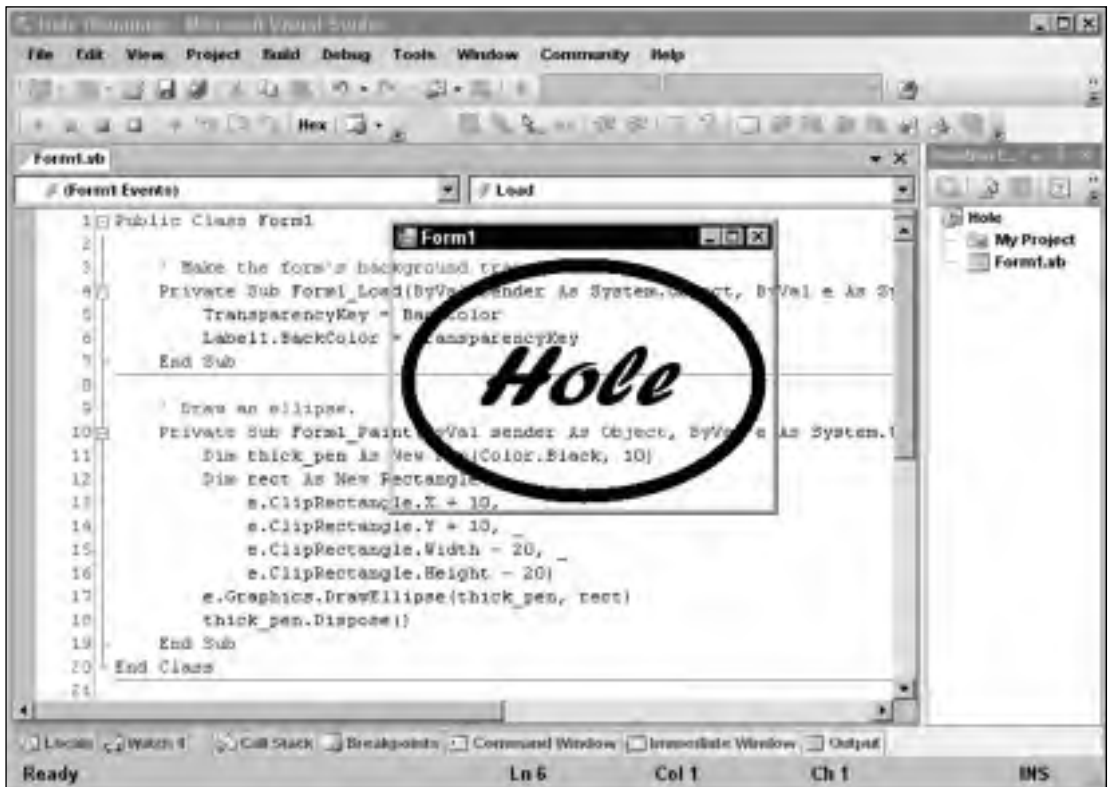 Hole (Running) - Microsoft Visual Studio
File Edit View Project Build Debug Tools Window Community Help
Hex
Form1.vb
(Form1 Events) Load
1 Public Class Form1
2
3 ' Make the form's background
4 Private Sub Form1_Load(ByVal sender As System.Object, ByVal e As Sy
5 TransparencyKey = BackColor
6 Label1.BackColor = TransparencyKey
7 End Sub
8
9 ' Draw an ellipse.
10 Private Sub Form1_Paint(ByVal sender As Object, ByVal e As System.
11 Dim thick_pen As New Pen(Color.Black, 10)
12 Dim rect As New Rectangle
13 e.ClipRectangle.X + 10,
14 e.ClipRectangle.Y + 10, _
15 e.ClipRectangle.Width - 20, _
16 e.ClipRectangle.Height - 20)
17 e.Graphics.DrawEllipse(thick_pen, rect)
18 thick_pen.Dispose()
19 End Sub
20 End Class
21
Form1
Hole
Hole
My Project
Form1.vb
Locals Watch 1 Call Stack Breakpoints Command Window Immediate Window Output
Ready Ln 6 Col 1 Ch 1 INS